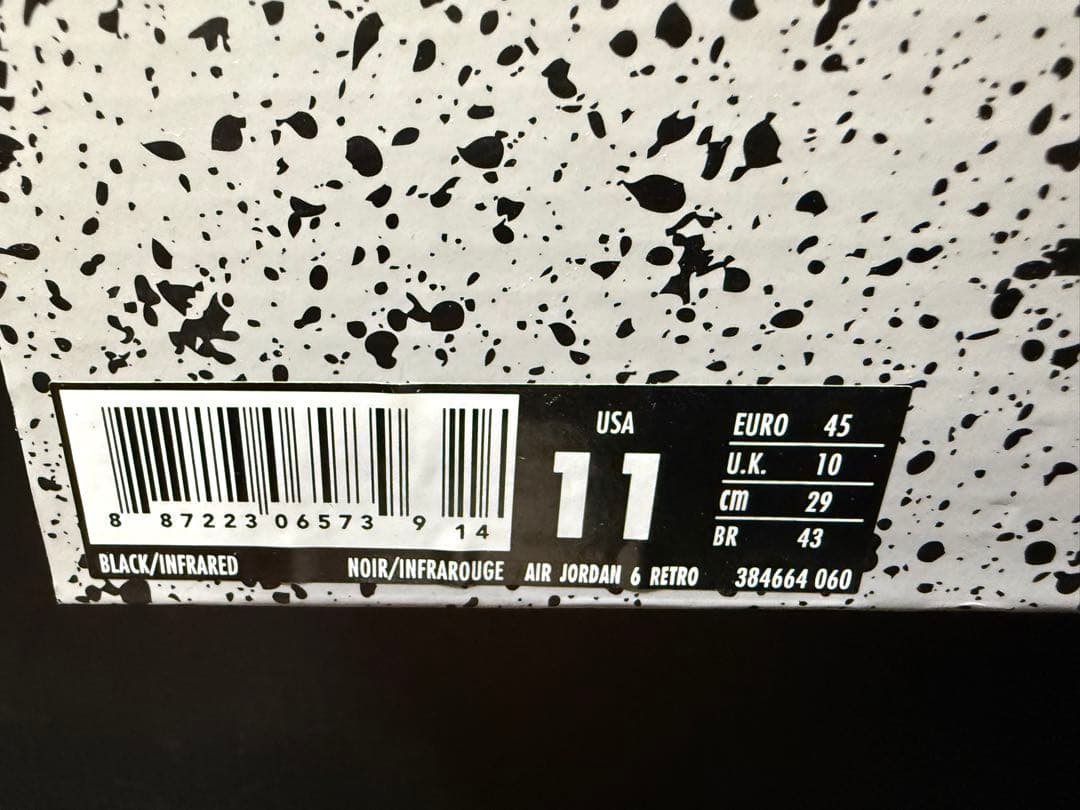 8 87223 06573 9 14
BLACK/INFRARED NOIR/INFRAROUGE AIR JORDAN 6 RETRO 384664 060
USA
11
EURO 45
U.K. 10
cm 29
BR 43